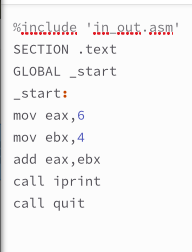 %include 'in_out.asm'
SECTION .text
GLOBAL _start
_start:
mov eax,6
mov ebx,4
add eax,ebx
call iprint
call quit